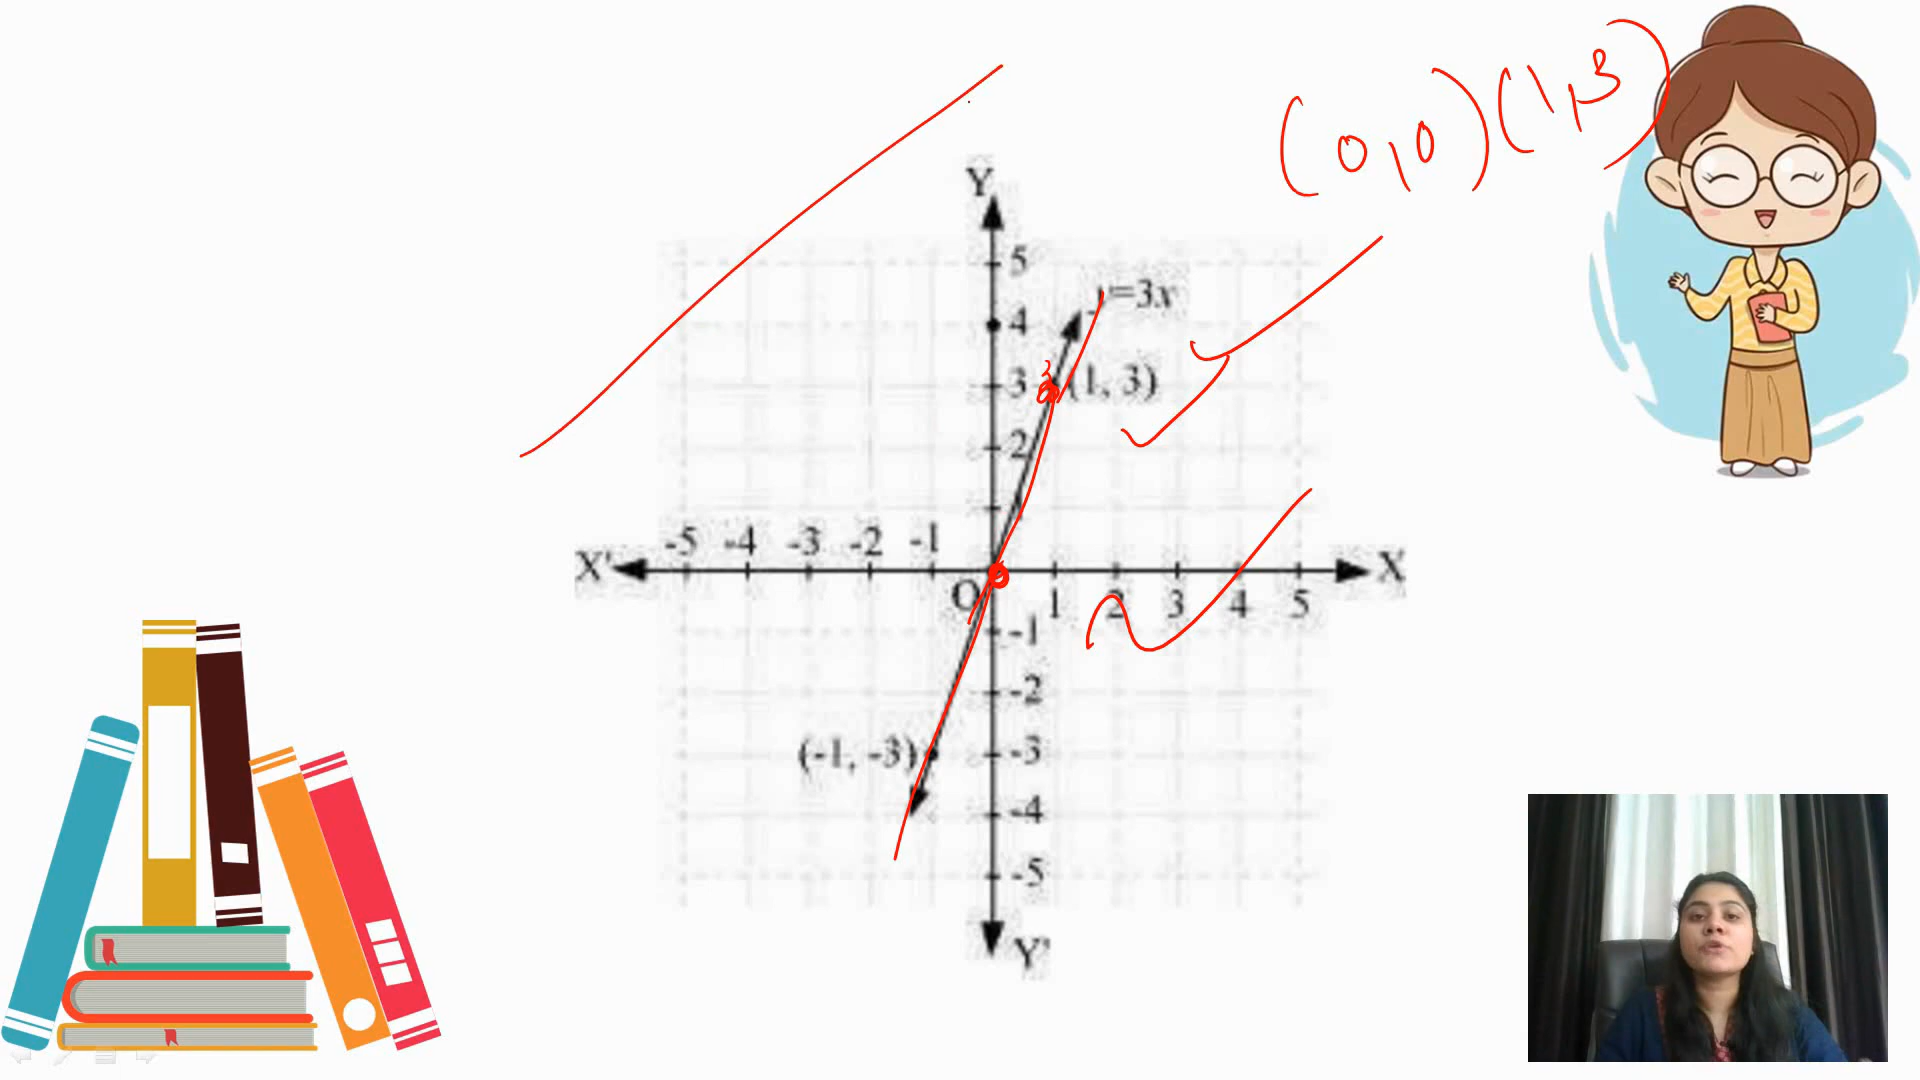 (0,0) (1,3)
Y
5
y=3x
4
3 (1, 3)
2
-5 -4 -3 -2 -1
X' X
O 1 2 3 4 5
-1
-2
(-1, -3) -3
-4
-5
Y'